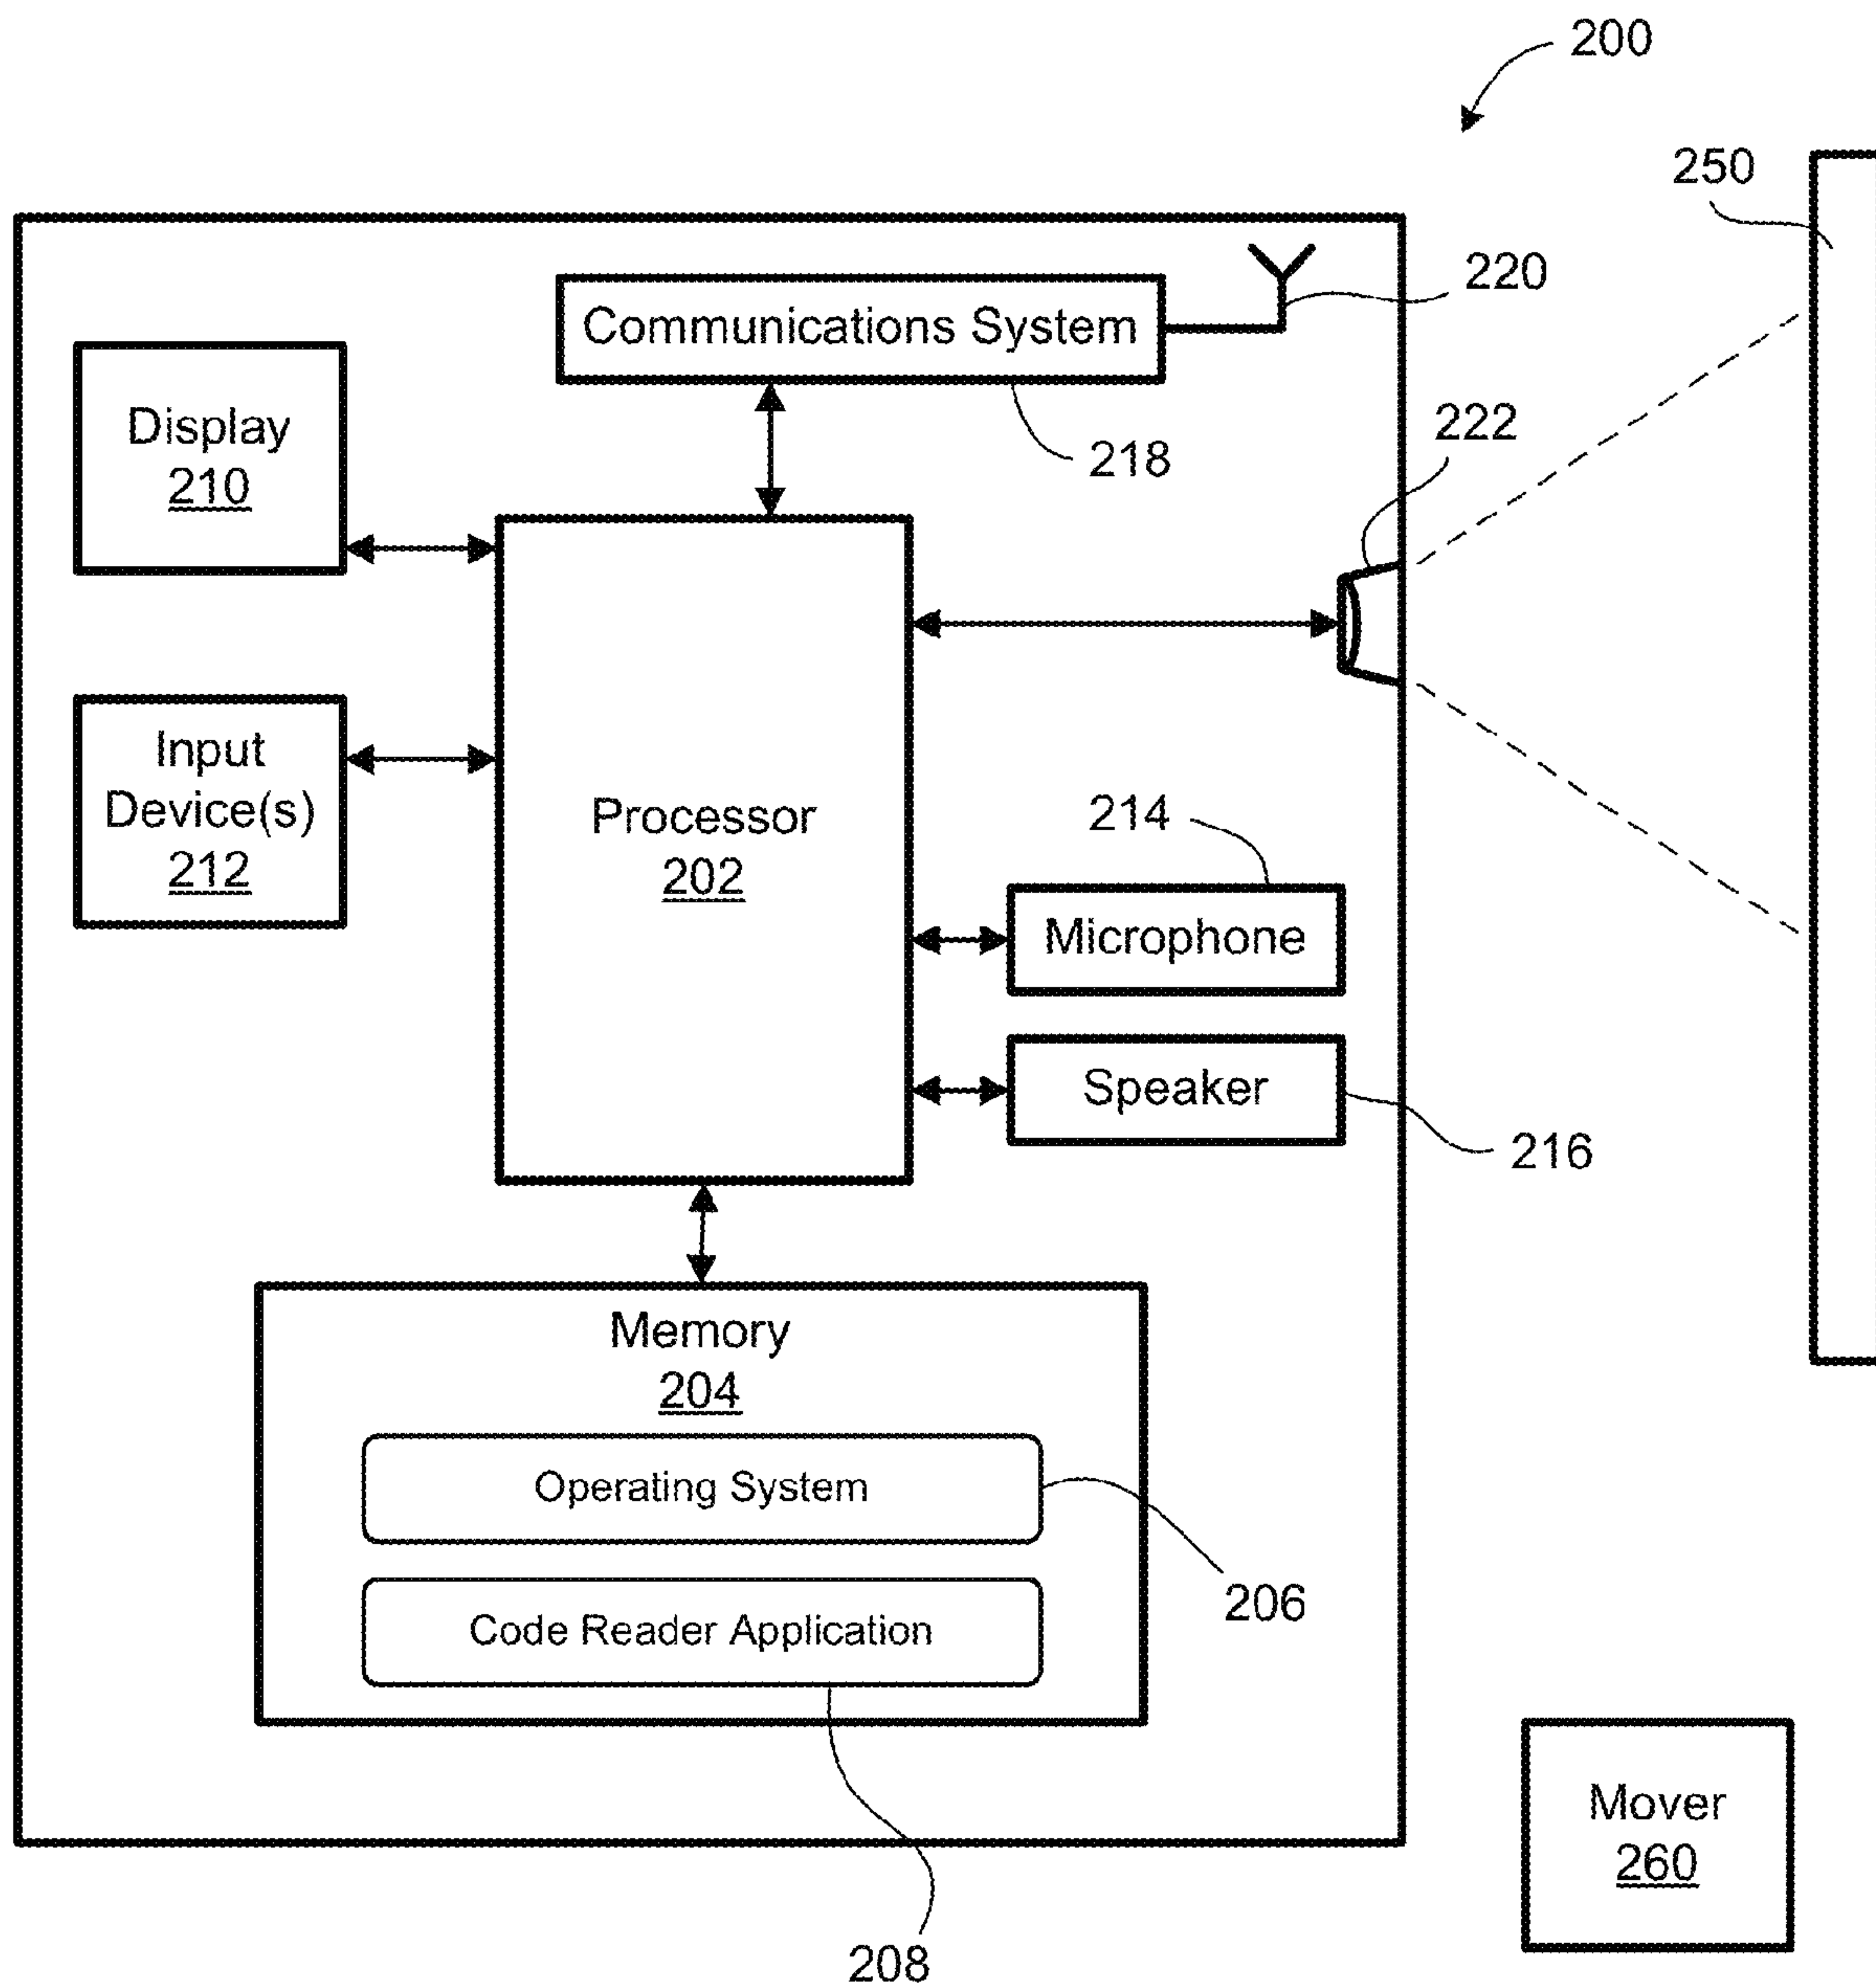 200
250
220
Communications System
222
218
Display
210
Input
Device(s)
212
Processor
202
214
Microphone
Speaker
216
Memory
204
Operating System
206
Code Reader Application
208
Mover
260